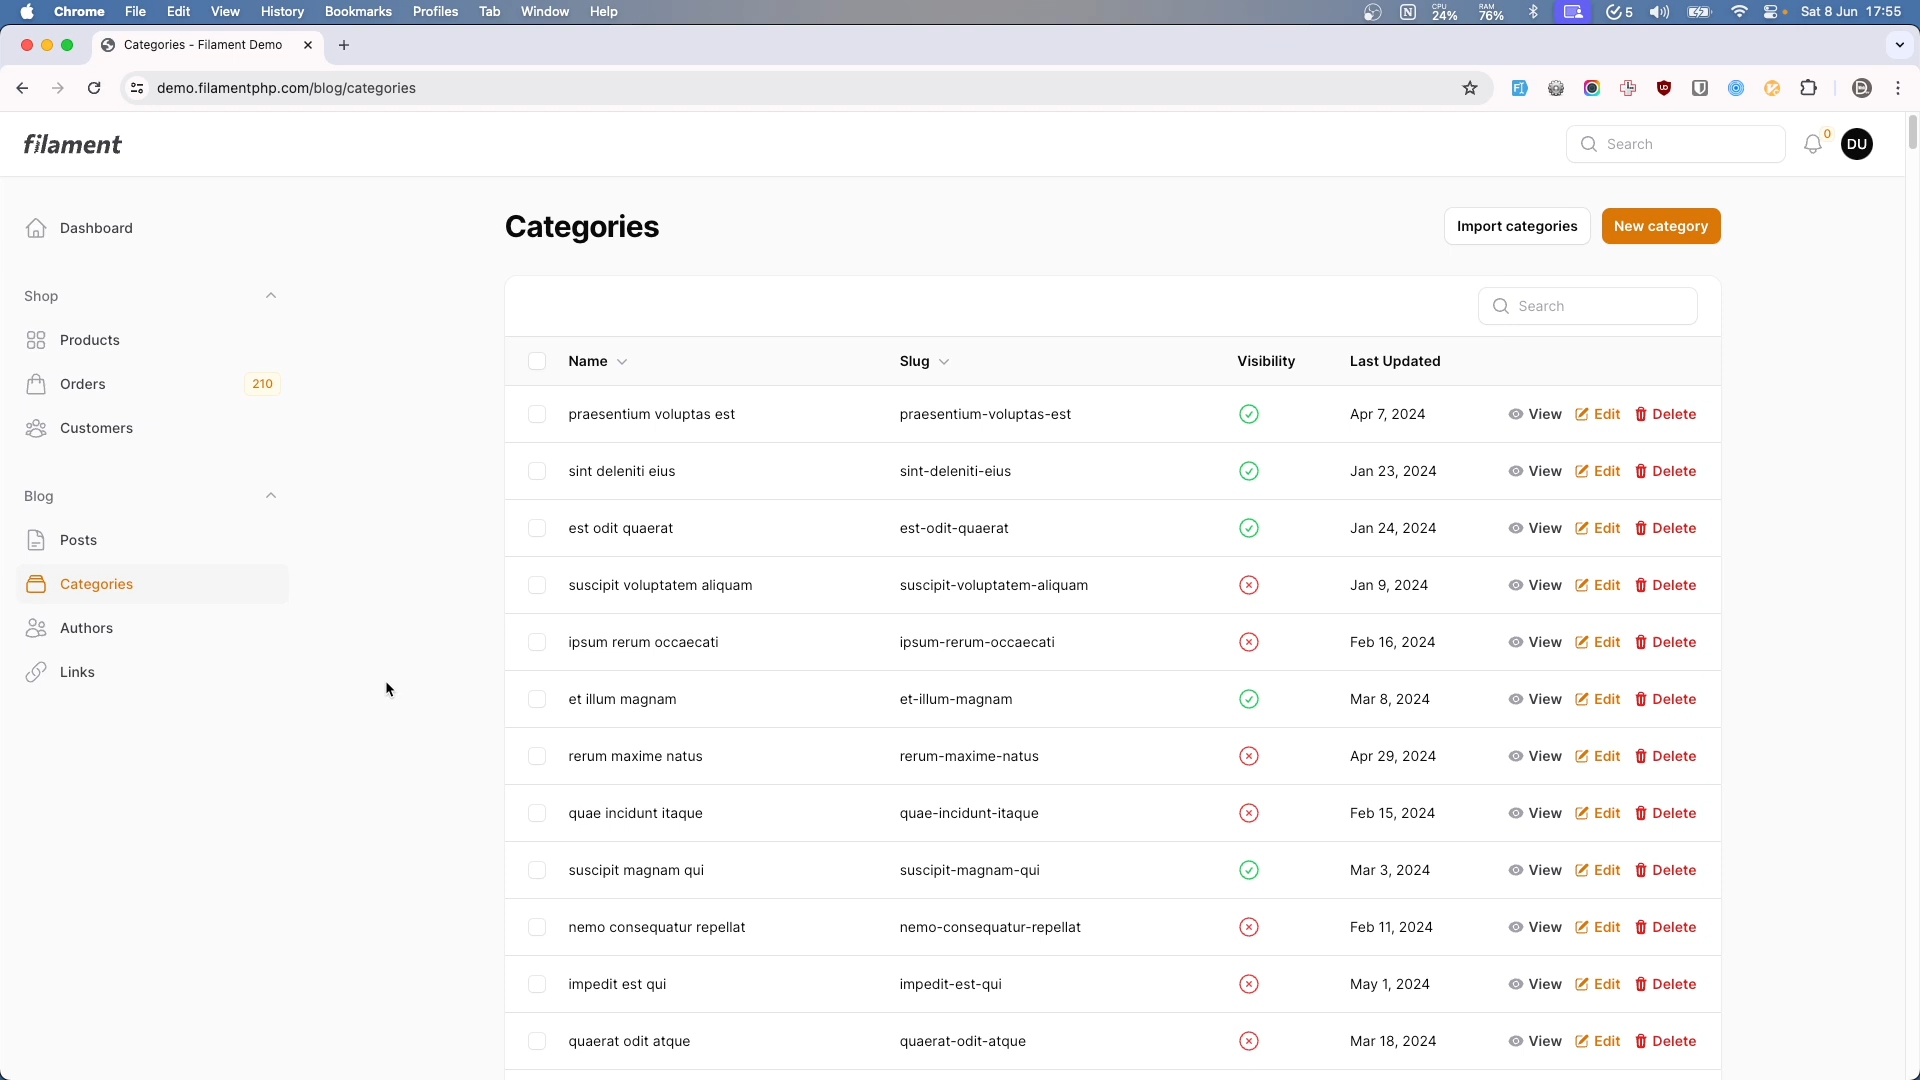 Chrome File Edit View History Bookmarks Profiles Tab Window Help CPU 24% RAM 76% 5 Sat 8 Jun 17:55
Categories - Filament Demo
demo.filamentphp.com/blog/categories
filament Search 0 DU
Dashboard
Categories Import categories New category
Shop
Search
Products
Name Slug Visibility Last Updated
Orders 210
praesentium voluptas est praesentium-voluptas-est Apr 7, 2024 View Edit Delete
Customers
sint deleniti eius sint-deleniti-eius Jan 23, 2024 View Edit Delete
Blog
est odit quaerat est-odit-quaerat Jan 24, 2024 View Edit Delete
Posts
Categories
suscipit voluptatem aliquam suscipit-voluptatem-aliquam Jan 9, 2024 View Edit Delete
Authors
ipsum rerum occaecati ipsum-rerum-occaecati Feb 16, 2024 View Edit Delete
Links
et illum magnam et-illum-magnam Mar 8, 2024 View Edit Delete
rerum maxime natus rerum-maxime-natus Apr 29, 2024 View Edit Delete
quae incidunt itaque quae-incidunt-itaque Feb 15, 2024 View Edit Delete
suscipit magnam qui suscipit-magnam-qui Mar 3, 2024 View Edit Delete
nemo consequatur repellat nemo-consequatur-repellat Feb 11, 2024 View Edit Delete
impedit est qui impedit-est-qui May 1, 2024 View Edit Delete
quaerat odit atque quaerat-odit-atque Mar 18, 2024 View Edit Delete